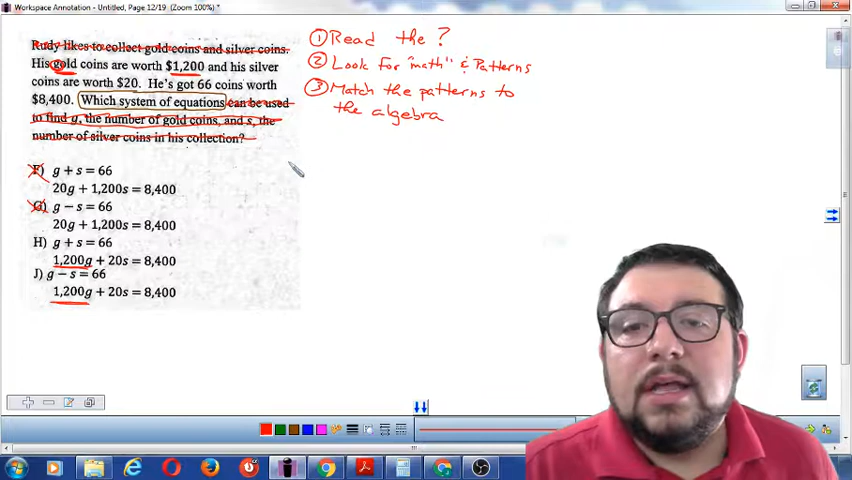 Workspace Annotation - Untitled, Page 12/19 (Zoom 100%) *
Rudy likes to collect gold coins and silver coins.
His gold coins are worth $1,200 and his silver
coins are worth $20. He's got 66 coins worth
$8,400. Which system of equations can be used
to find g, the number of gold coins, and s, the
number of silver coins in his collection?
F) g + s = 66
20g + 1,200s = 8,400
G) g − s = 66
20g + 1,200s = 8,400
H) g + s = 66
1,200g + 20s = 8,400
J) g − s = 66
1,200g + 20s = 8,400
① Read the ?
② Look for "math" & Patterns
③ Match the patterns to
the algebra